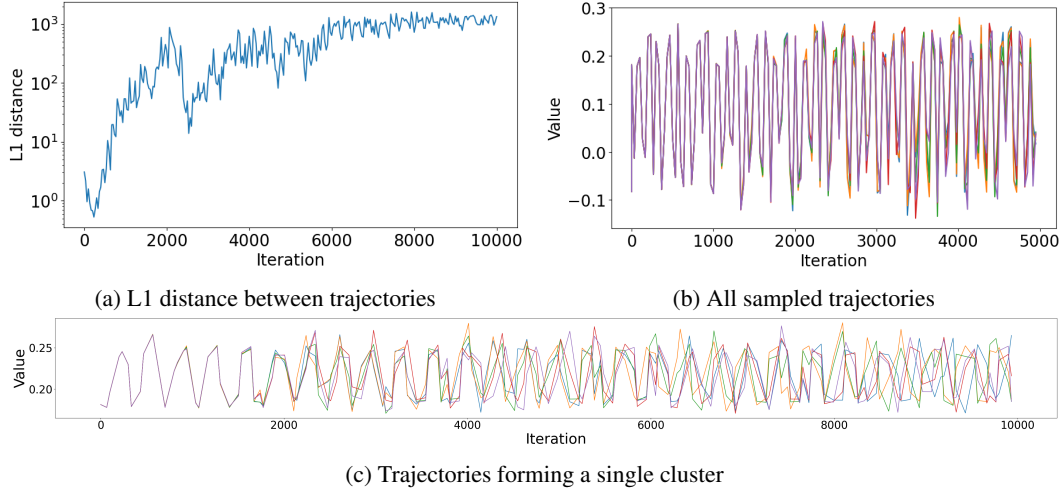 10³
10²
10¹
10⁰
L1 distance
0 2000 4000 6000 8000 10000
Iteration
(a) L1 distance between trajectories
0.3
0.2
0.1
0.0
−0.1
Value
0 1000 2000 3000 4000 5000
Iteration
(b) All sampled trajectories
0.25
0.20
Value
0 2000 4000 6000 8000 10000
Iteration
(c) Trajectories forming a single cluster